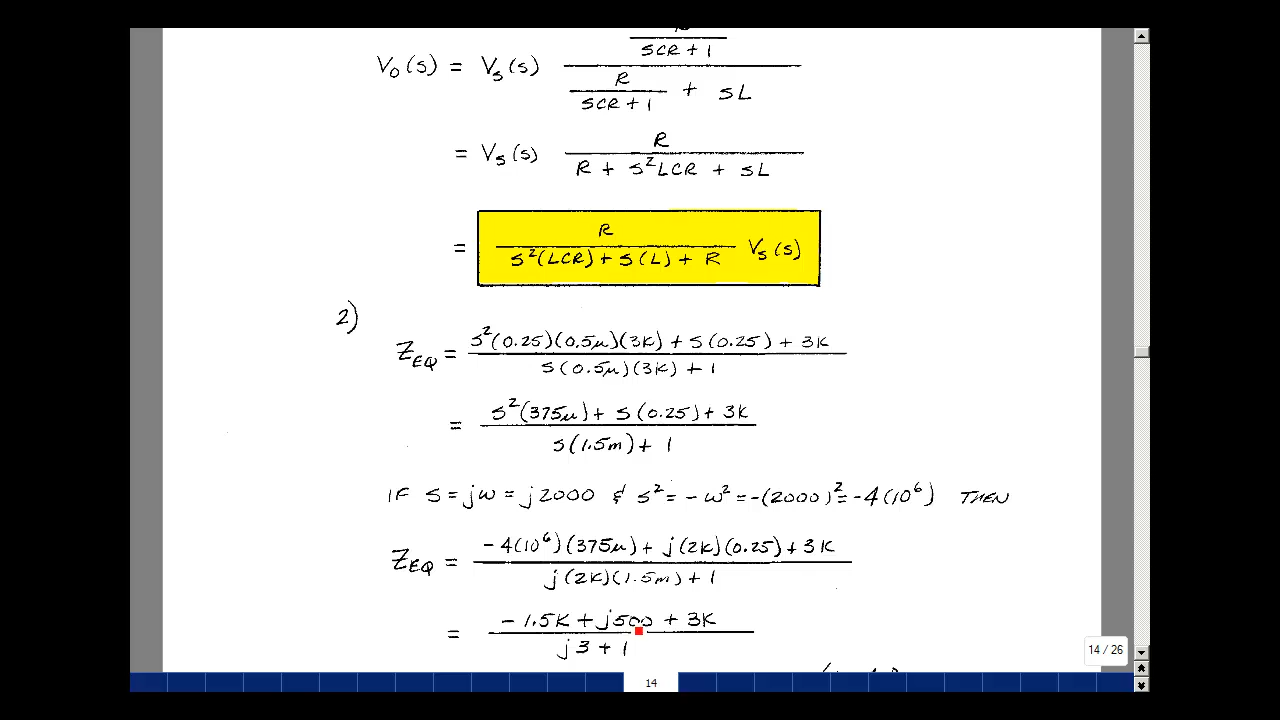 V₀(s) = Vₛ(s) (R/(SCR + 1)) / (R/(SCR + 1) + SL)
= Vₛ(s) R / (R + S²LCR + SL)
= R / (S²(LCR) + S(L) + R) Vₛ(s)
2)
Z_EQ = (S²(0.25)(0.5μ)(3K) + S(0.25) + 3K) / (S(0.5μ)(3K) + 1)
= (S²(375μ) + S(0.25) + 3K) / (S(1.5m) + 1)
IF S = jω = j2000 & S² = -ω² = -(2000)² = -4(10⁶) THEN
Z_EQ = (-4(10⁶)(375μ) + j(2K)(0.25) + 3K) / (j(2K)(1.5m) + 1)
= (-1.5K + j500 + 3K) / (j3 + 1)
14 / 26
14